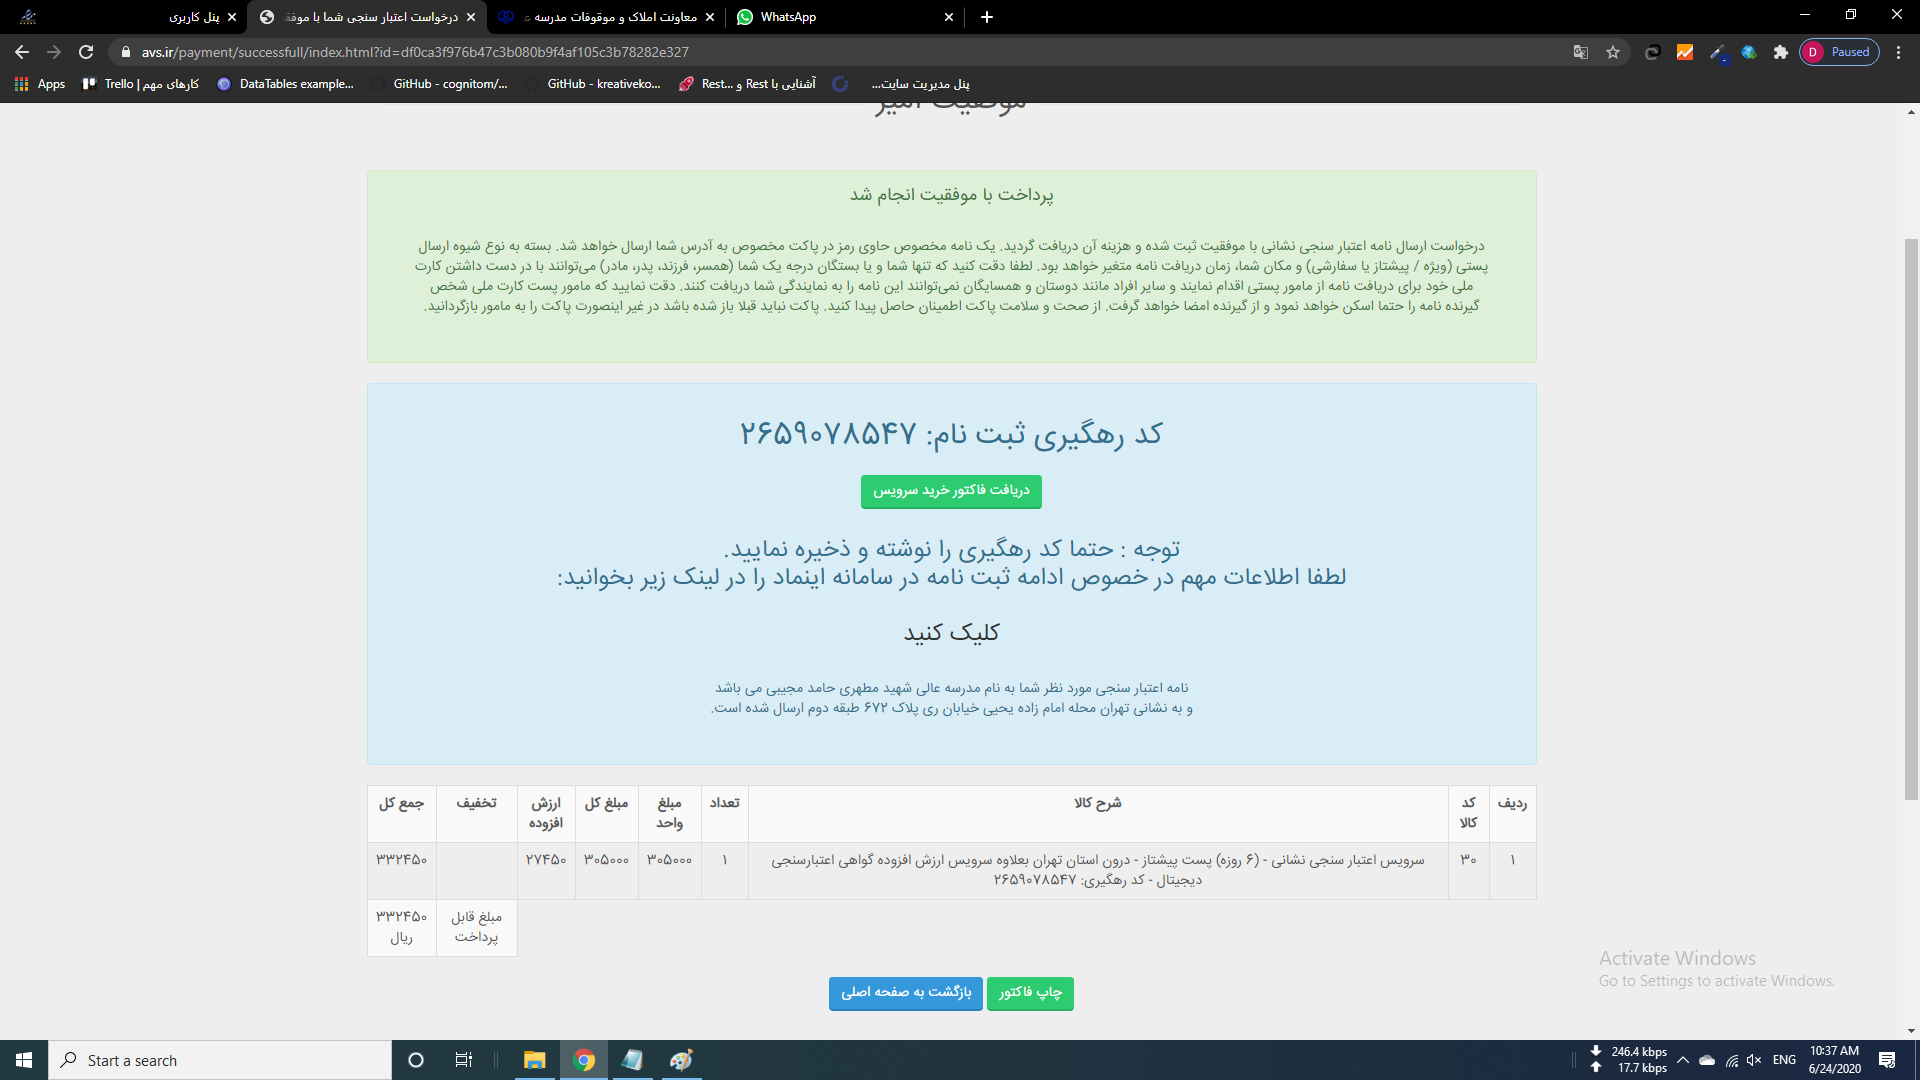 پنل کاربری
درخواست اعتبار سنجی شما با موفق
معاونت املاک و موقوفات مدرسه
WhatsApp
avs.ir/payment/successfull/index.html?id=df0ca3f976b47c3b080b9f4af105c3b78282e327
Paused
D
Apps
کارهای مهم | Trello
DataTables example...
GitHub - cognitom/...
GitHub - kreativeko...
آشنایی با Rest و Rest...
پنل مدیریت سایت...
موفقیت آمیز
پرداخت با موفقیت انجام شد
درخواست ارسال نامه اعتبار سنجی نشانی با موفقیت ثبت شده و هزینه آن دریافت گردید. یک نامه مخصوص حاوی رمز در پاکت مخصوص به آدرس شما ارسال خواهد شد. بسته به نوع شیوه ارسال
پستی (ویژه / پیشتاز یا سفارشی) و مکان شما، زمان دریافت نامه متغیر خواهد بود. لطفا دقت کنید که تنها شما و یا بستگان درجه یک شما (همسر، فرزند، پدر، مادر) می‌توانند با در دست داشتن کارت
ملی خود برای دریافت نامه از مامور پستی اقدام نمایند و سایر افراد مانند دوستان و همسایگان نمی‌توانند این نامه را به نمایندگی شما دریافت کنند. دقت نمایید که مامور پست کارت ملی شخص
گیرنده نامه را حتما اسکن خواهد نمود و از گیرنده امضا خواهد گرفت. از صحت و سلامت پاکت اطمینان حاصل پیدا کنید. پاکت نباید قبلا باز شده باشد در غیر اینصورت پاکت را به مامور بازگردانید.
کد رهگیری ثبت نام: ۲۶۵۹۰۷۸۵۴۷
دریافت فاکتور خرید سرویس
توجه : حتما کد رهگیری را نوشته و ذخیره نمایید.
لطفا اطلاعات مهم در خصوص ادامه ثبت نامه در سامانه اینماد را در لینک زیر بخوانید:
کلیک کنید
نامه اعتبار سنجی مورد نظر شما به نام مدرسه عالی شهید مطهری حامد مجیبی می باشد
و به نشانی تهران محله امام زاده یحیی خیابان ری پلاک ۶۷۲ طبقه دوم ارسال شده است.
ردیف کد کالا شرح کالا تعداد مبلغ واحد مبلغ کل ارزش افزوده تخفیف جمع کل
۱ ۳۰ سرویس اعتبار سنجی نشانی - (۶ روزه) پست پیشتاز - درون استان تهران بعلاوه سرویس ارزش افزوده گواهی اعتبارسنجی دیجیتال - کد رهگیری: ۲۶۵۹۰۷۸۵۴۷ ۱ ۳۰۵۰۰۰ ۳۰۵۰۰۰ ۲۷۴۵۰ ۳۳۲۴۵۰
مبلغ قابل پرداخت ۳۳۲۴۵۰ ریال
چاپ فاکتور
بازگشت به صفحه اصلی
Activate Windows
Go to Settings to activate Windows.
Start a search
246.4 kbps
17.7 kbps
ENG
10:37 AM
6/24/2020